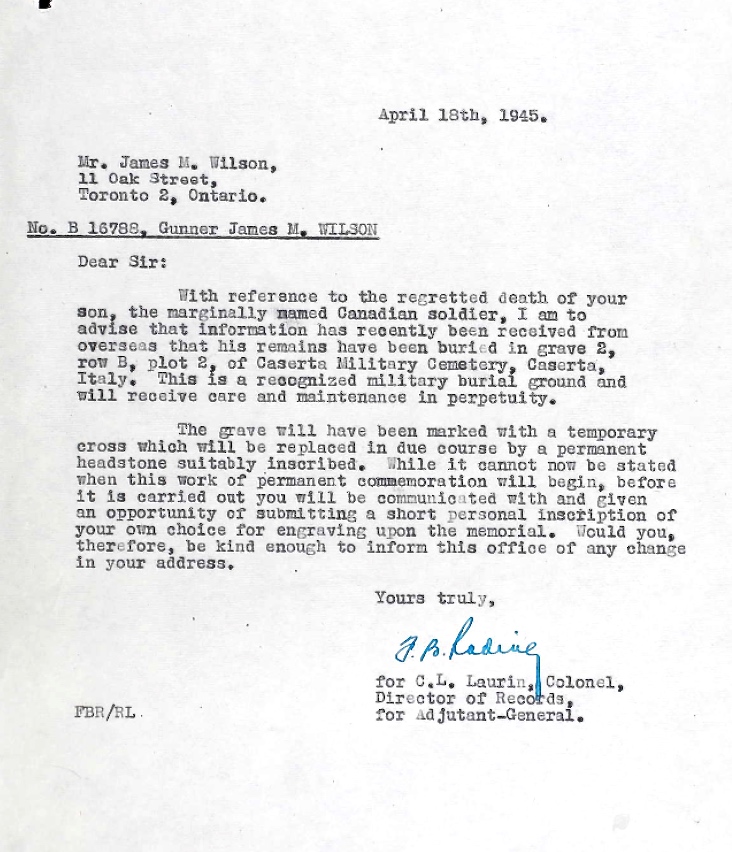 April 18th, 1945.
Mr. James M. Wilson,
11 Oak Street,
Toronto 2, Ontario.
No. B 16788, Gunner James M. WILSON
Dear Sir:
With reference to the regretted death of your
son, the marginally named Canadian soldier, I am to
advise that information has recently been received from
overseas that his remains have been buried in grave 2,
row B, plot 2, of Caserta Military Cemetery, Caserta,
Italy. This is a recognized military burial ground and
will receive care and maintenance in perpetuity.
The grave will have been marked with a temporary
cross which will be replaced in due course by a permanent
headstone suitably inscribed. While it cannot now be stated
when this work of permanent commemoration will begin, before
it is carried out you will be communicated with and given
an opportunity of submitting a short personal inscription of
your own choice for engraving upon the memorial. Would you,
therefore, be kind enough to inform this office of any change
in your address.
Yours truly,
for C.L. Laurin, Colonel,
Director of Records,
for Adjutant-General.
FBR/RL.